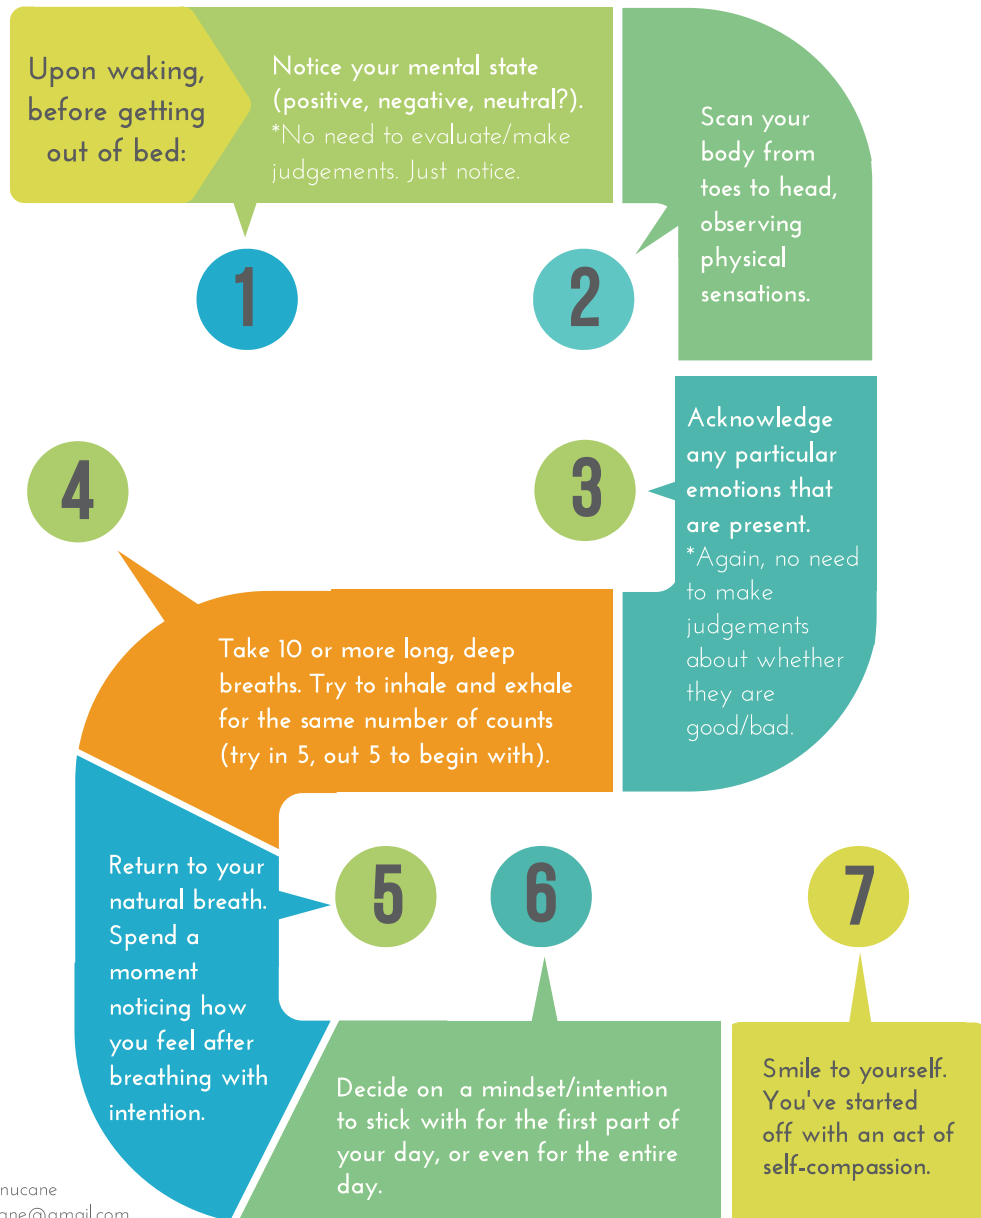 Upon waking,
before getting
out of bed:
Notice your mental state
(positive, negative, neutral?).
*No need to evaluate/make
judgements. Just notice.
1
Scan your
body from
toes to head,
observing
physical
sensations.
2
Acknowledge
any particular
emotions that
are present.
*Again, no need
to make
judgements
about whether
they are
good/bad.
3
4
Take 10 or more long, deep
breaths. Try to inhale and exhale
for the same number of counts
(try in 5, out 5 to begin with).
Return to your
natural breath.
Spend a
moment
noticing how
you feel after
breathing with
intention.
5
6
Decide on a mindset/intention
to stick with for the first part of
your day, or even for the entire
day.
7
Smile to yourself.
You've started
off with an act of
self-compassion.
nucane
ane@gmail.com